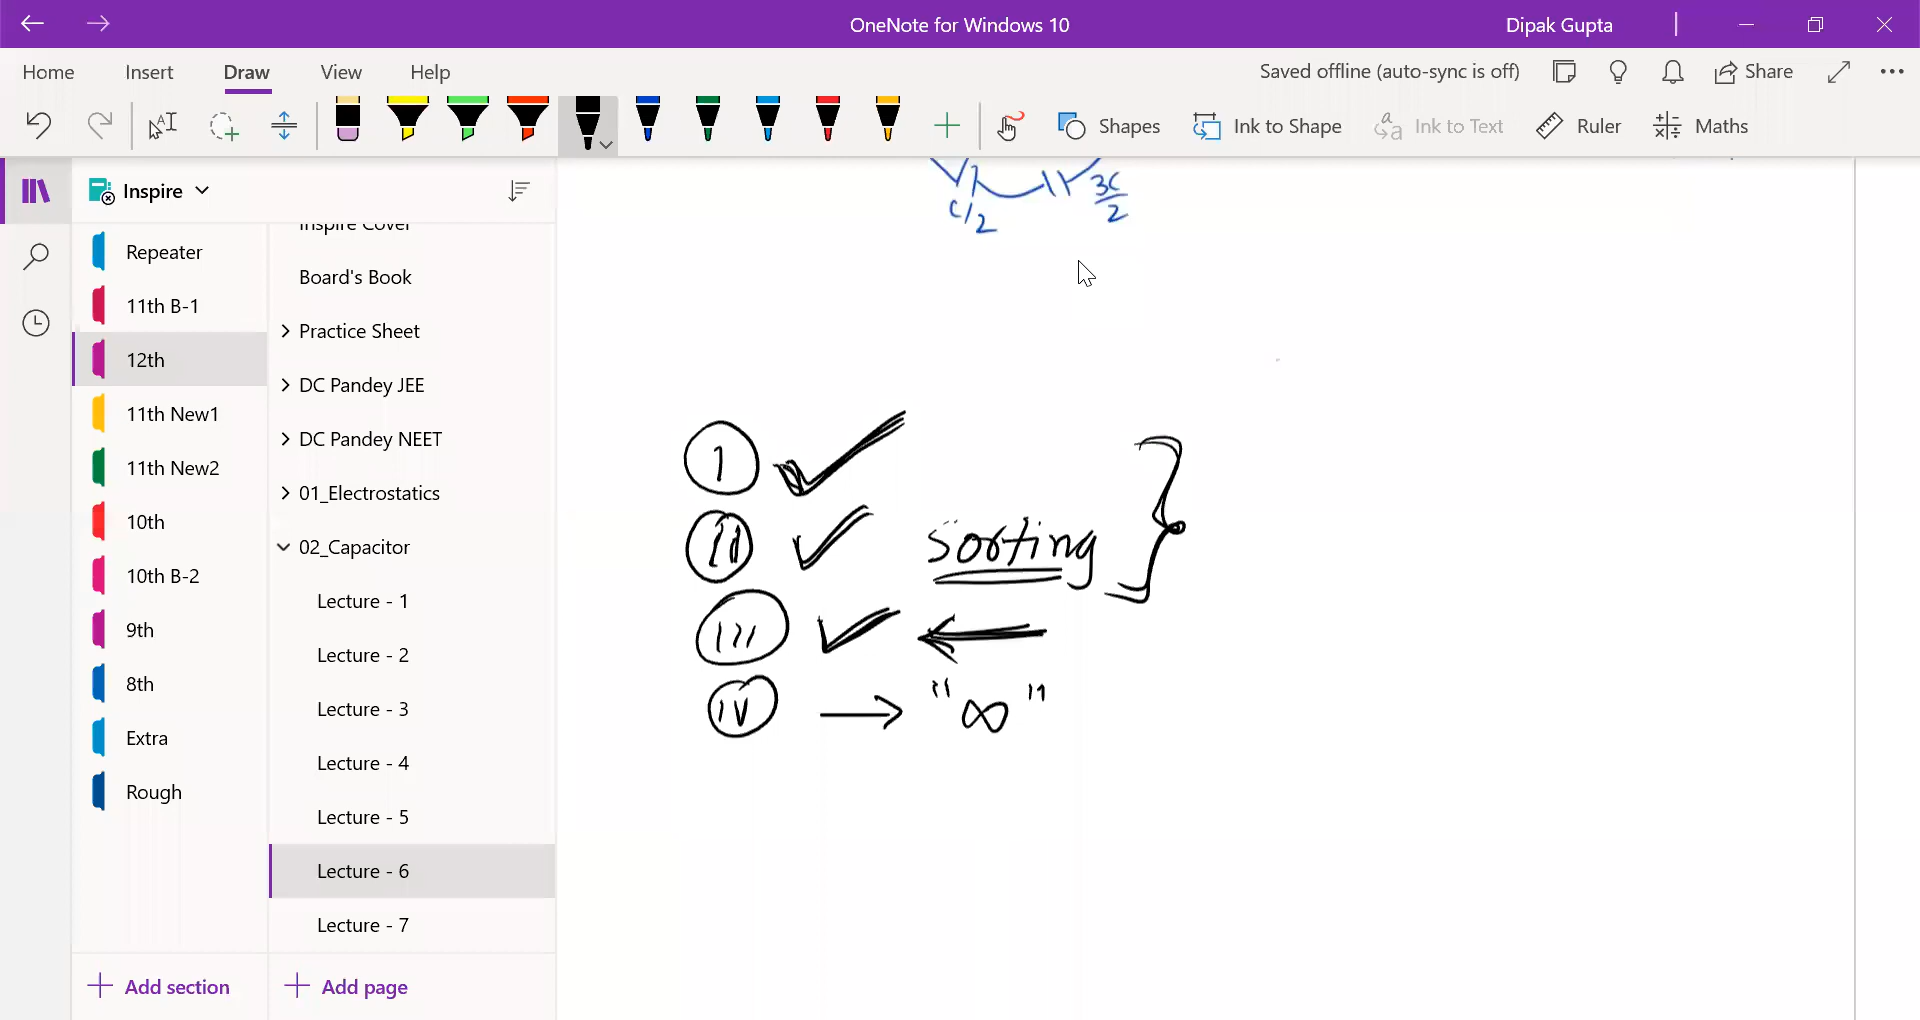 OneNote for Windows 10
Dipak Gupta
Home Insert Draw View Help
Saved offline (auto-sync is off) Share
Shapes Ink to Shape Ink to Text Ruler Maths
Inspire
Repeater
11th B-1
12th
11th New1
11th New2
10th
10th B-2
9th
8th
Extra
Rough
Add section
Inspire Cover
Board's Book
Practice Sheet
DC Pandey JEE
DC Pandey NEET
01_Electrostatics
02_Capacitor
Lecture - 1
Lecture - 2
Lecture - 3
Lecture - 4
Lecture - 5
Lecture - 6
Lecture - 7
Add page
C/2
3C/2
I
II Sorting
III
IV → "∞"